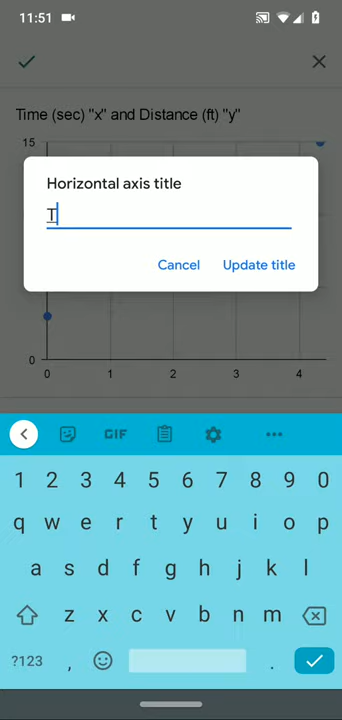 11:51
Time (sec) "x" and Distance (ft) "y"
15
Horizontal axis title
T
Cancel Update title
0
0 1 2 3 4
GIF
1 2 3 4 5 6 7 8 9 0
q w e r t y u i o p
a s d f g h j k l
z x c v b n m
?123 , .